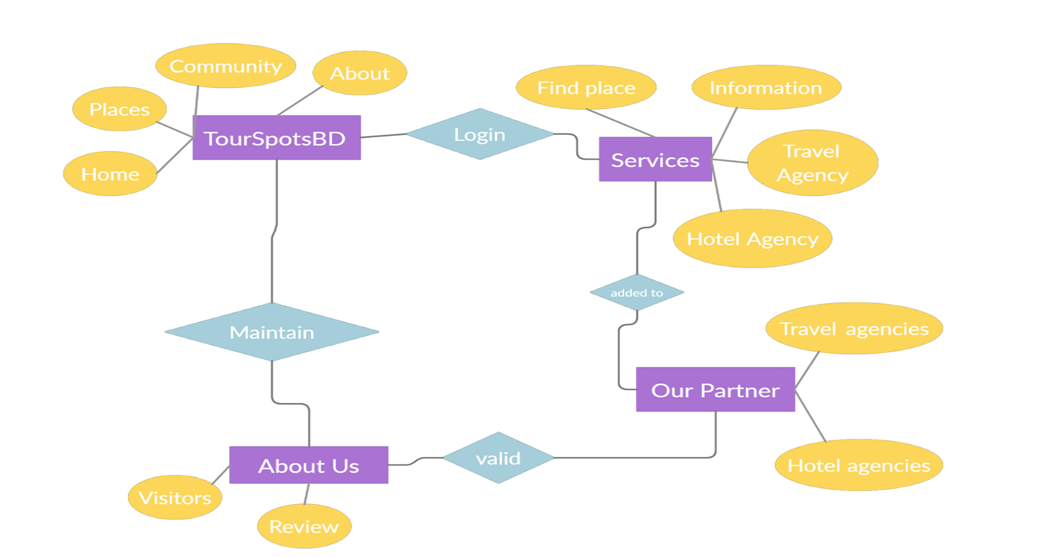 Community
About
Places
Home
TourSpotsBD
Login
Find place
Information
Services
Travel
Agency
Hotel Agency
added to
Maintain
Travel agencies
Our Partner
Hotel agencies
About Us
valid
Visitors
Review